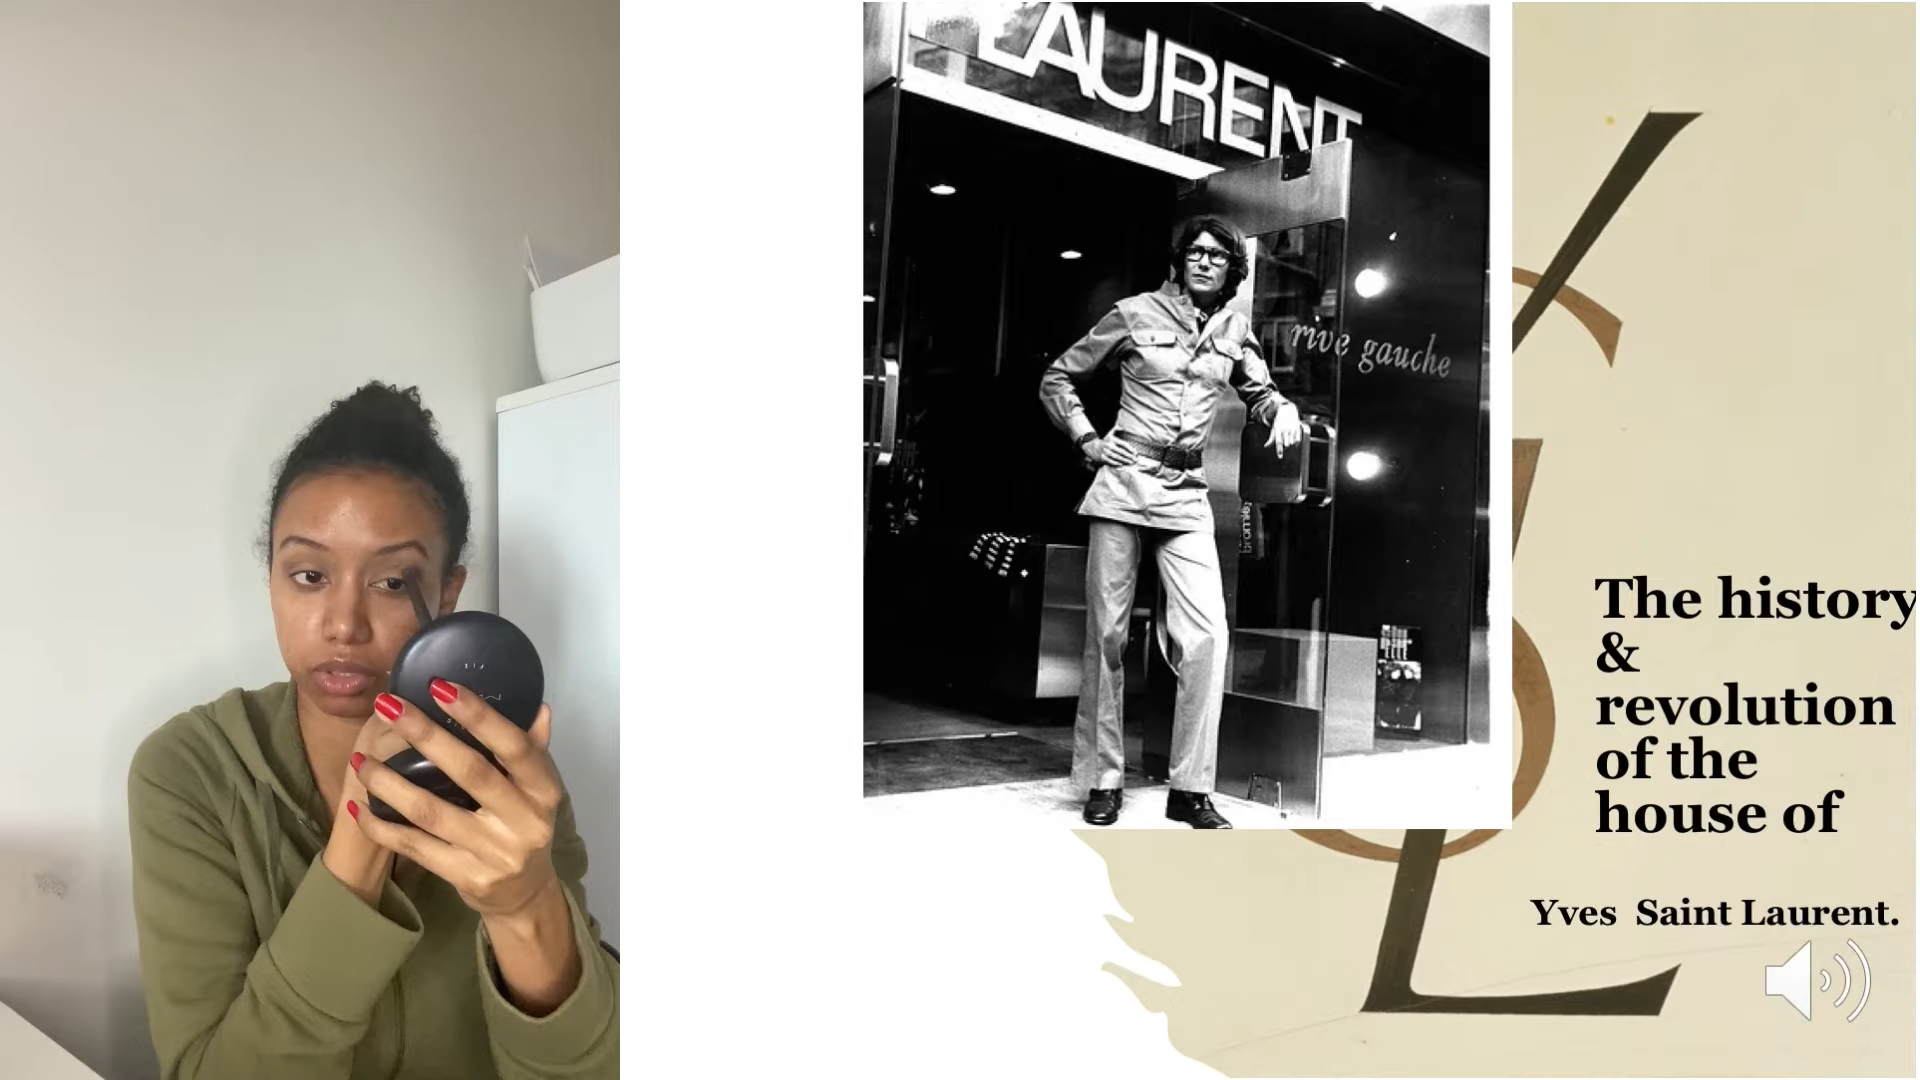 LAURENT
rive gauche
The history
&
revolution
of the
house of
Yves Saint Laurent.